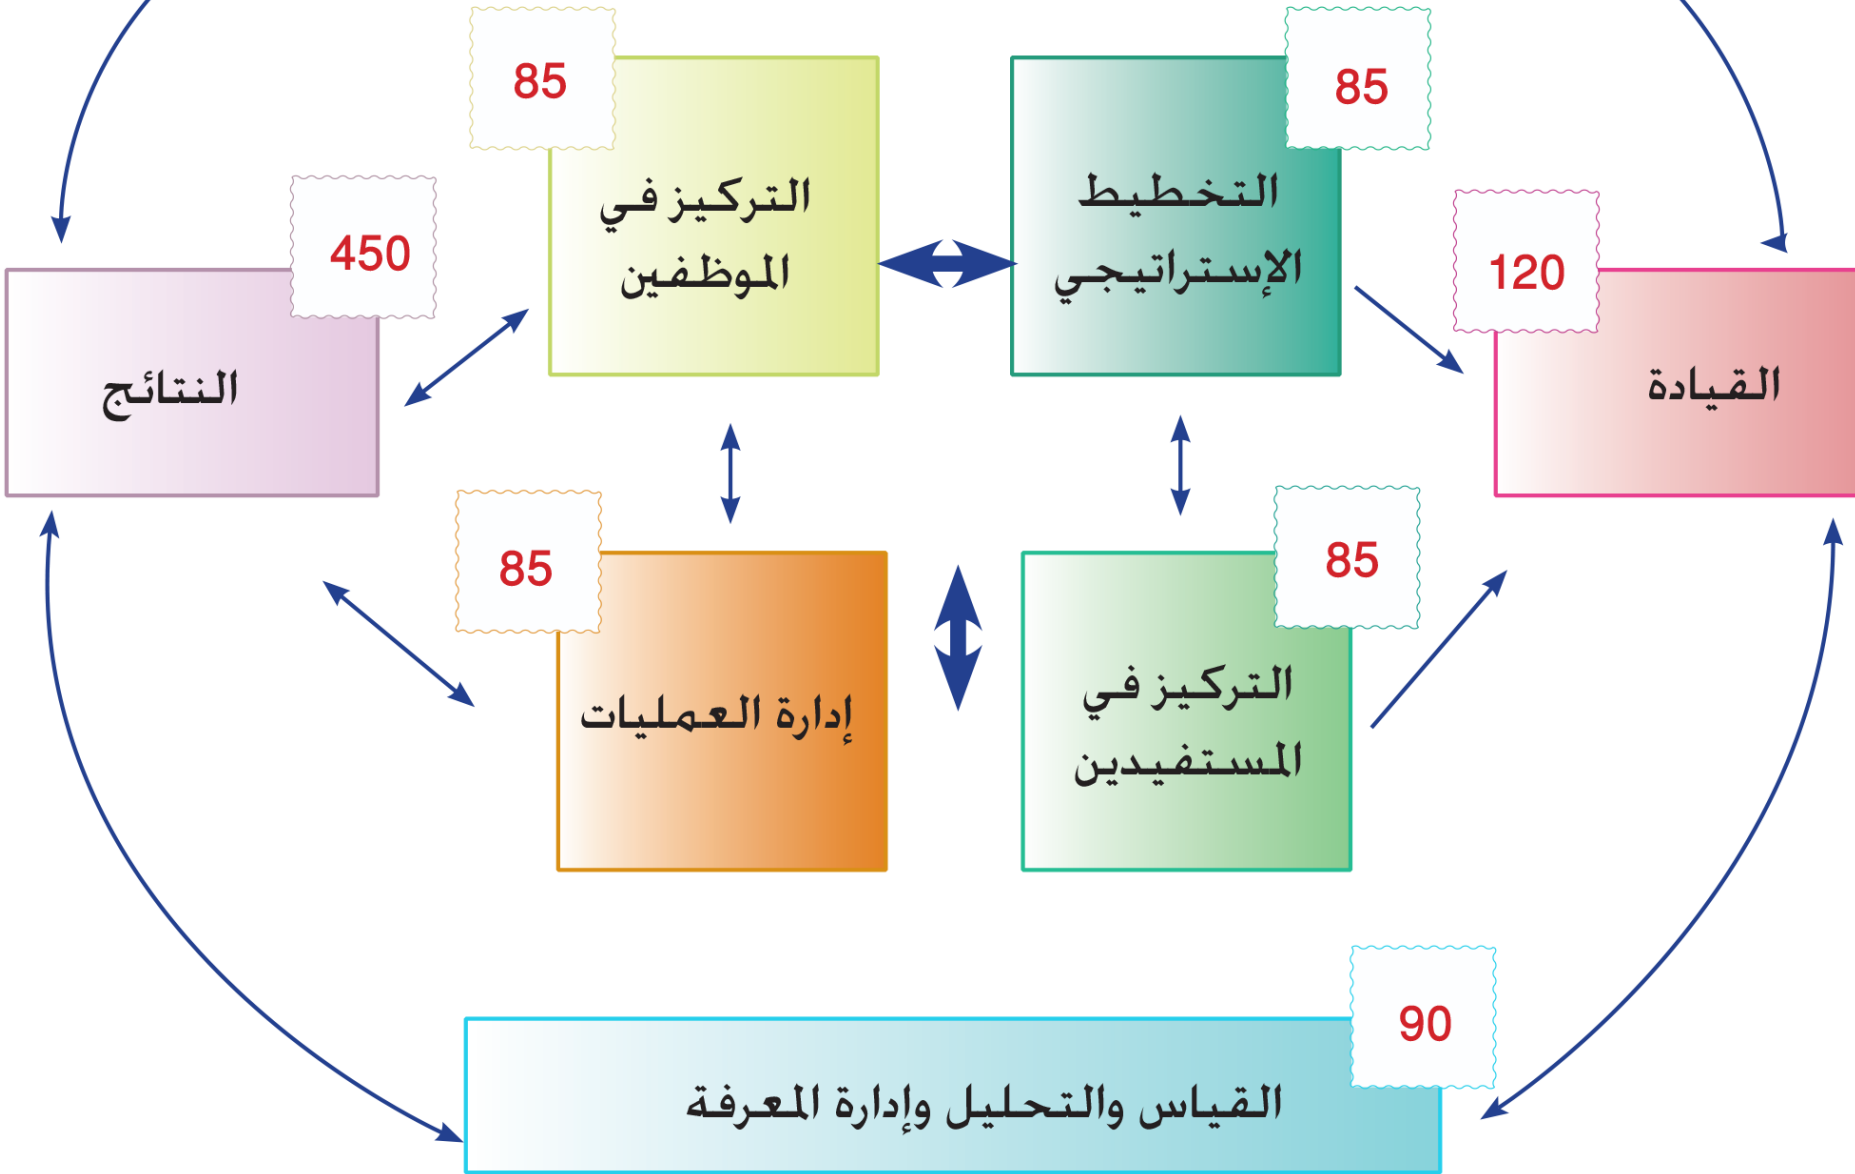 85
التخطيط
الإستراتيجي
85
التركيز في
الموظفين
120
القيادة
450
النتائج
85
التركيز في
المستفيدين
85
إدارة العمليات
90
القياس والتحليل وإدارة المعرفة